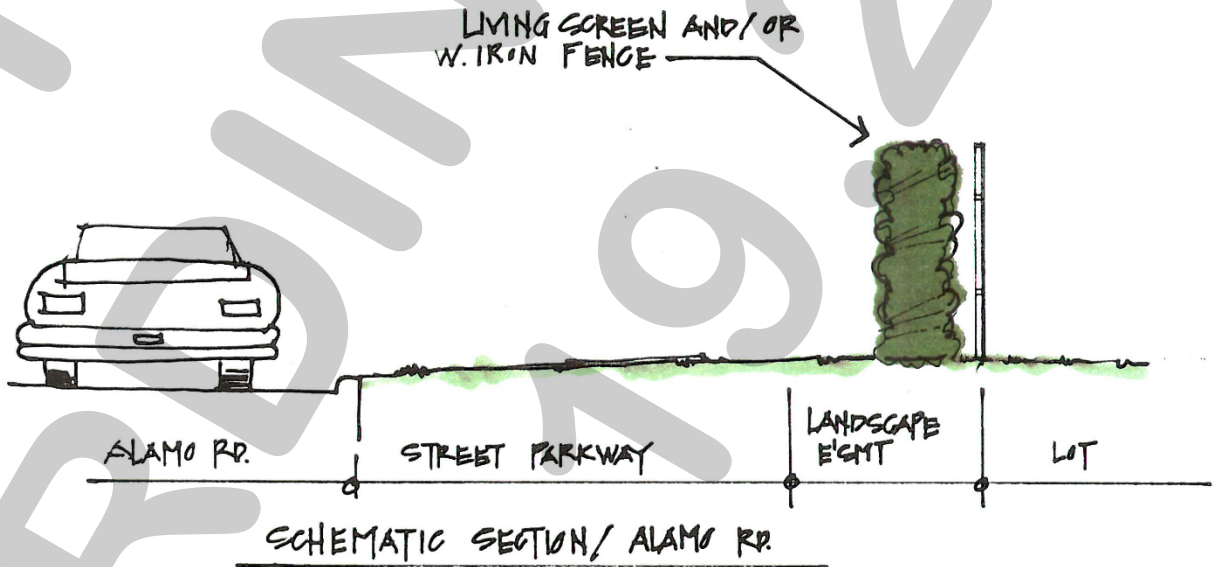 LIVING SCREEN AND/OR
W. IRON FENCE
ALAMO RD.
STREET PARKWAY
LANDSCAPE
E'SMT
LOT
SCHEMATIC SECTION/ ALAMO RD.